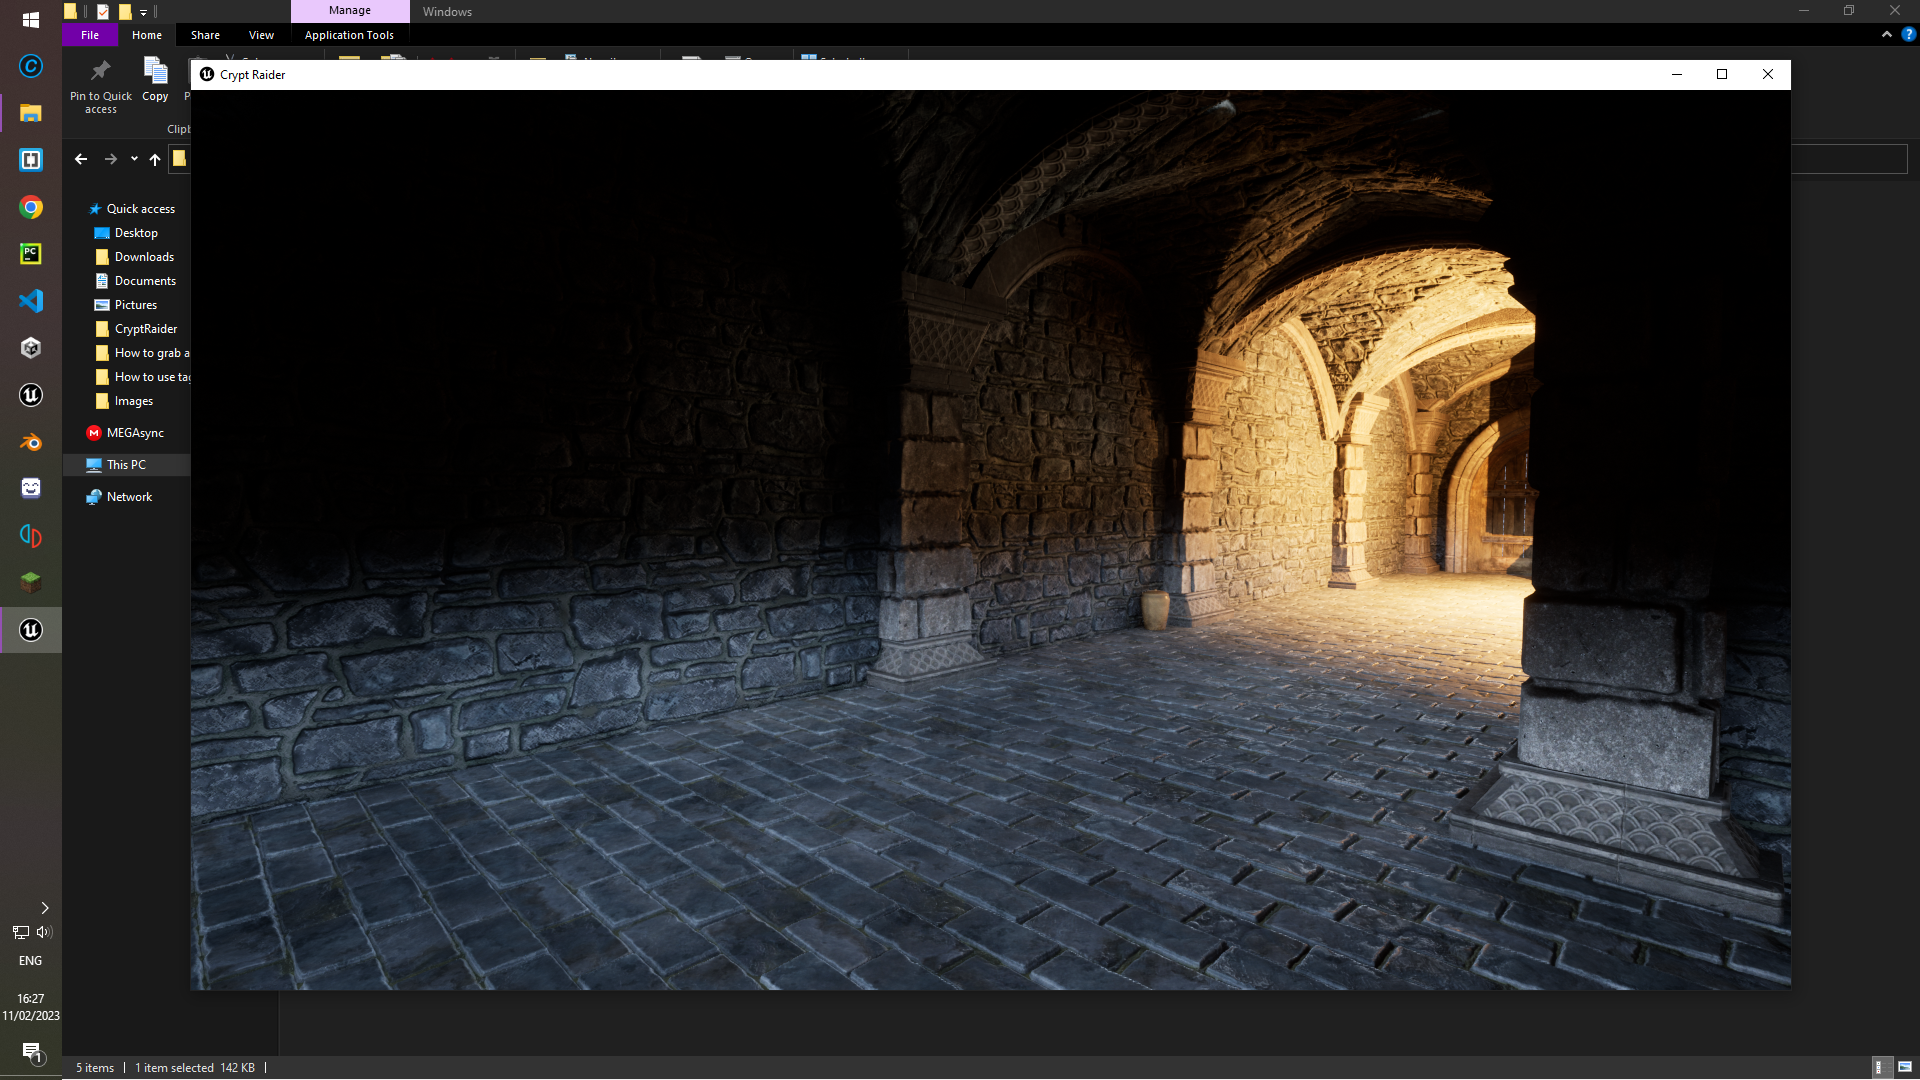 Manage
Windows
File
Home
Share
View
Application Tools
Pin to Quick access
Copy
Crypt Raider
Quick access
Desktop
Downloads
Documents
Pictures
CryptRaider
How to grab a
How to use ta
Images
MEGAsync
This PC
Network
PC
ENG
16:27
11/02/2023
1
5 items
1 item selected 142 KB